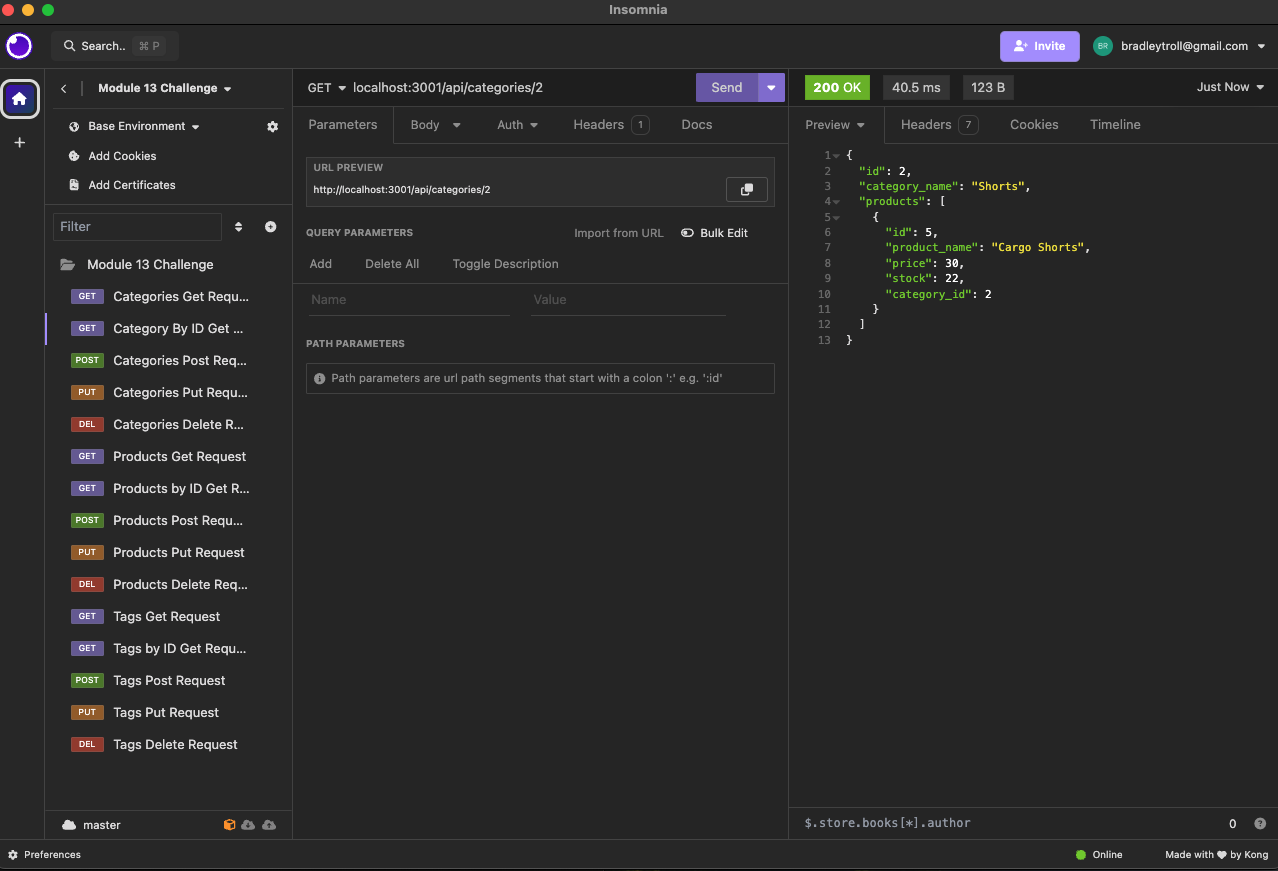 Insomnia
Search.. ⌘ P
Invite
BR bradleytroll@gmail.com
Module 13 Challenge
Base Environment
Add Cookies
Add Certificates
Filter
Module 13 Challenge
GET Categories Get Requ...
GET Category By ID Get ...
POST Categories Post Req...
PUT Categories Put Requ...
DEL Categories Delete R...
GET Products Get Request
GET Products by ID Get R...
POST Products Post Requ...
PUT Products Put Request
DEL Products Delete Req...
GET Tags Get Request
GET Tags by ID Get Requ...
POST Tags Post Request
PUT Tags Put Request
DEL Tags Delete Request
master
Preferences
GET localhost:3001/api/categories/2 Send
Parameters Body Auth Headers 1 Docs
URL PREVIEW
http://localhost:3001/api/categories/2
QUERY PARAMETERS Import from URL Bulk Edit
Add Delete All Toggle Description
Name Value
PATH PARAMETERS
Path parameters are url path segments that start with a colon ':' e.g. ':id'
200 OK 40.5 ms 123 B Just Now
Preview Headers 7 Cookies Timeline
1 {
2 "id": 2,
3 "category_name": "Shorts",
4 "products": [
5 {
6 "id": 5,
7 "product_name": "Cargo Shorts",
8 "price": 30,
9 "stock": 22,
10 "category_id": 2
11 }
12 ]
13 }
$.store.books[*].author 0 ?
Online Made with ♥ by Kong